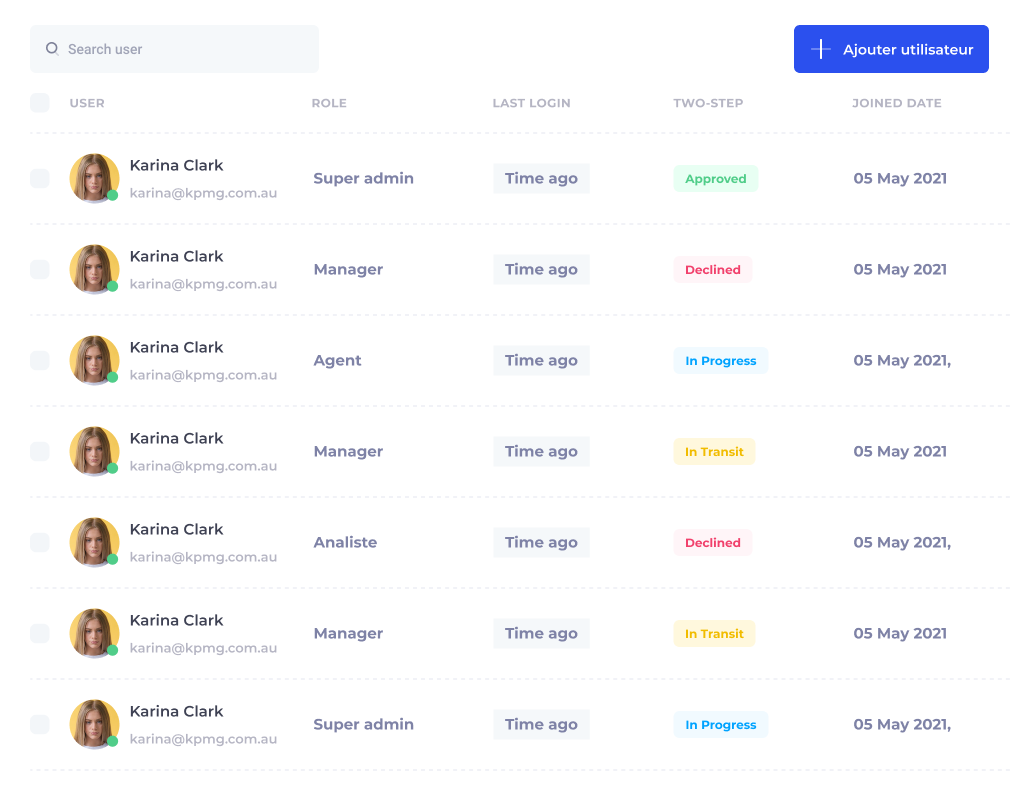 Search user
Ajouter utilisateur
USER ROLE LAST LOGIN TWO-STEP JOINED DATE
Karina Clark
karina@kpmg.com.au
Super admin Time ago Approved 05 May 2021
Karina Clark
karina@kpmg.com.au
Manager Time ago Declined 05 May 2021
Karina Clark
karina@kpmg.com.au
Agent Time ago In Progress 05 May 2021,
Karina Clark
karina@kpmg.com.au
Manager Time ago In Transit 05 May 2021
Karina Clark
karina@kpmg.com.au
Analiste Time ago Declined 05 May 2021,
Karina Clark
karina@kpmg.com.au
Manager Time ago In Transit 05 May 2021
Karina Clark
karina@kpmg.com.au
Super admin Time ago In Progress 05 May 2021,